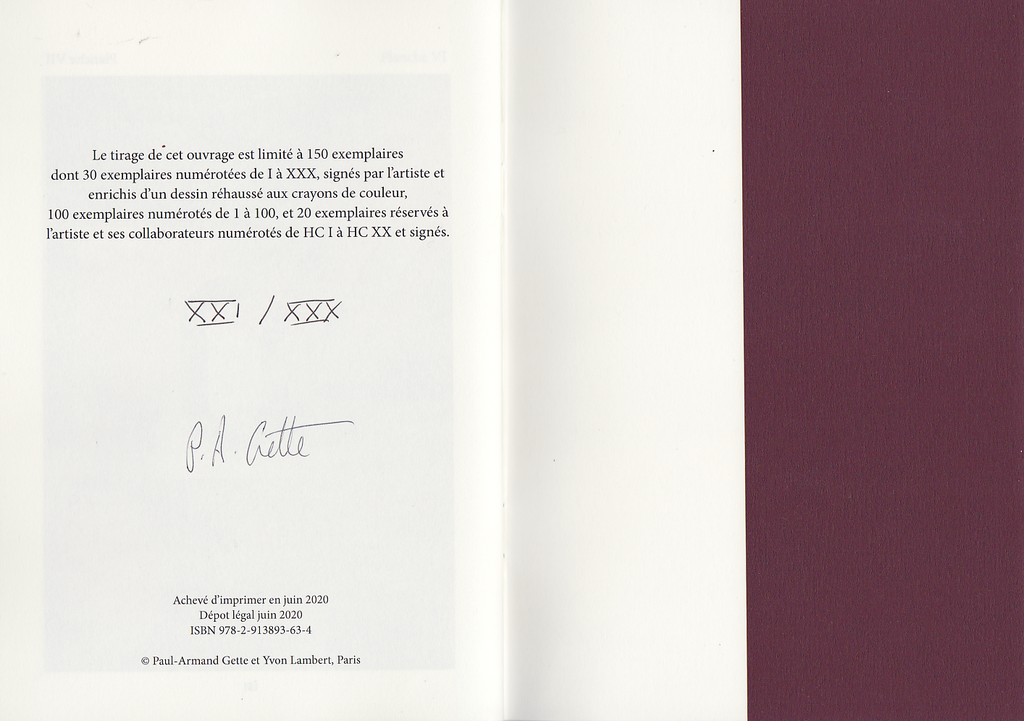 Le tirage de cet ouvrage est limité à 150 exemplaires
dont 30 exemplaires numérotées de I à XXX, signés par l'artiste et
enrichis d'un dessin réhaussé aux crayons de couleur,
100 exemplaires numérotés de 1 à 100, et 20 exemplaires réservés à
l'artiste et ses collaborateurs numérotés de HC I à HC XX et signés.
XXI / XXX
P. A. Gette
Achevé d'imprimer en juin 2020
Dépot légal juin 2020
ISBN 978-2-913893-63-4
© Paul-Armand Gette et Yvon Lambert, Paris